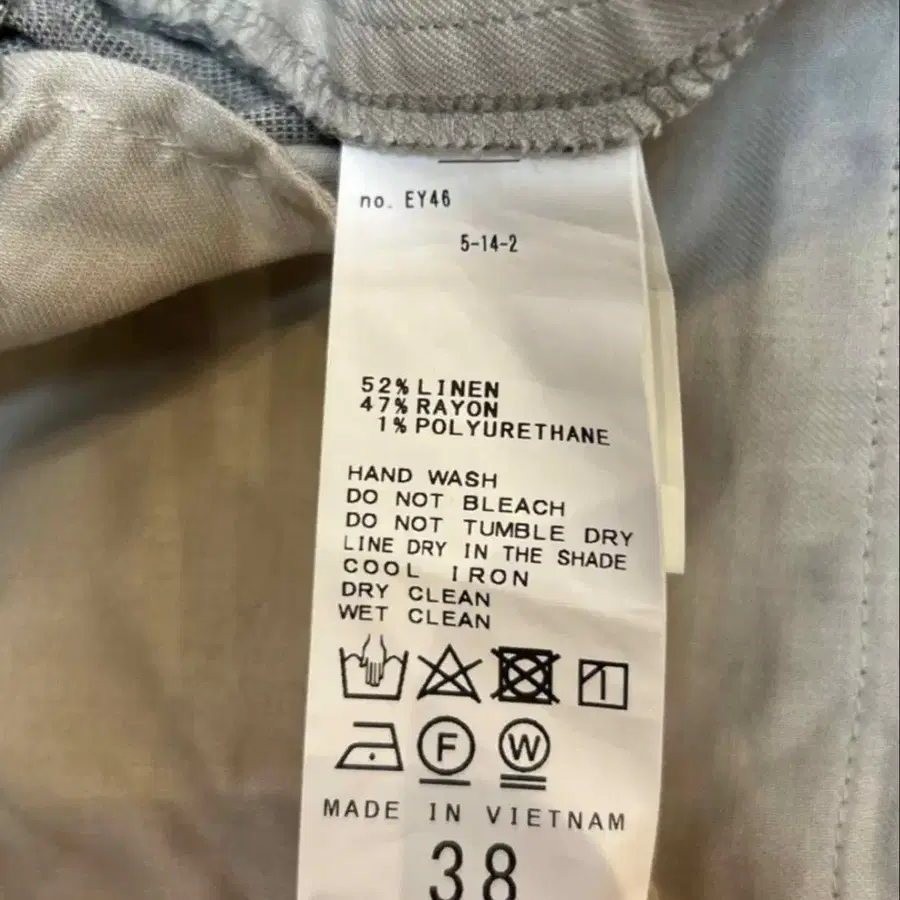 no. EY46
5-14-2
52% LINEN
47% RAYON
1% POLYURETHANE
HAND WASH
DO NOT BLEACH
DO NOT TUMBLE DRY
LINE DRY IN THE SHADE
COOL IRON
DRY CLEAN
WET CLEAN
F W
MADE IN VIETNAM
38